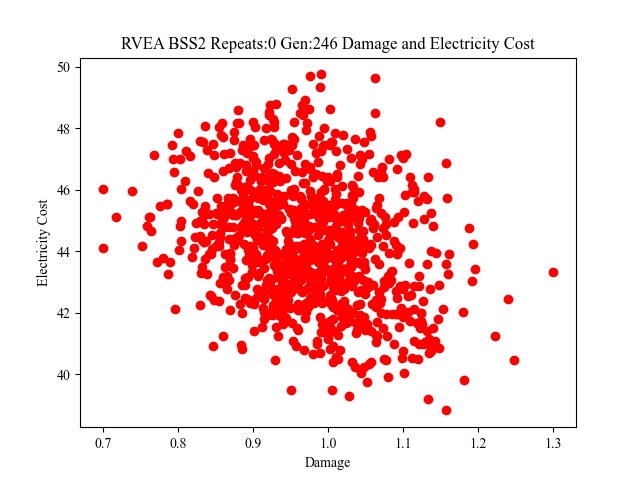 RVEA BSS2 Repeats:0 Gen:246 Damage and Electricity Cost
50
48
46
44
42
40
Electricity Cost
0.7 0.8 0.9 1.0 1.1 1.2 1.3
Damage